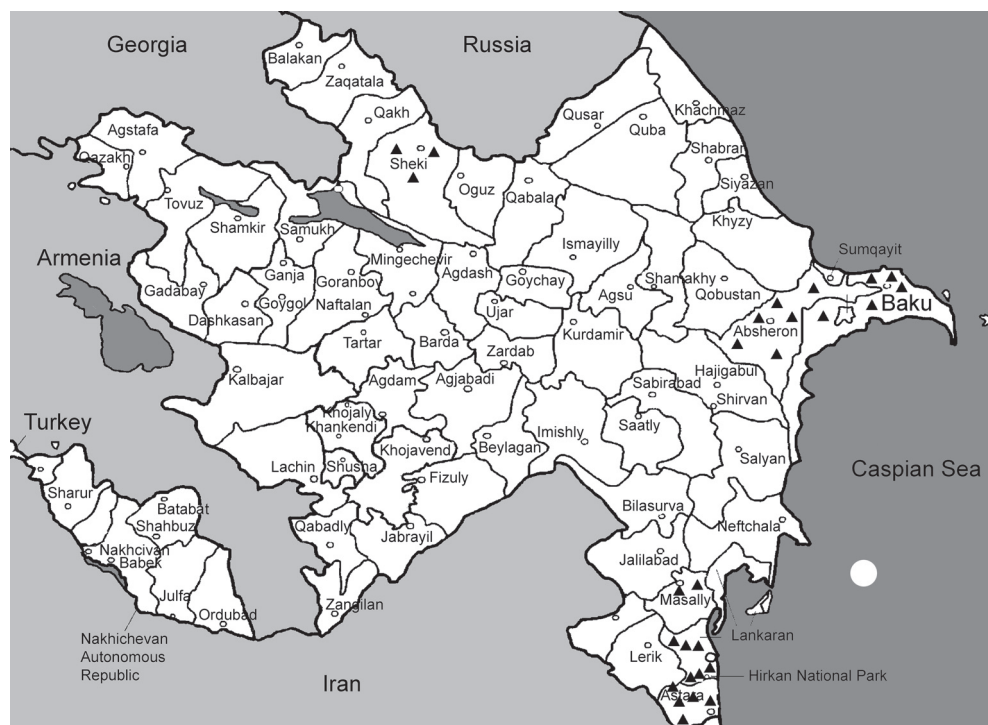 Georgia
Russia
Balakan
Zaqatala
Qakh
Qusar
Khachmaz
Quba
Agstafa
Qazakh
Sheki
Shabran
Siyazan
Oguz
Qabala
Tovuz
Khyzy
Shamkir
Samukh
Ismayilly
Sumqayit
Armenia
Mingechevir
Agdash
Ganja
Goranboy
Goychay
Shamakhy
Gadabay
Goygol
Naftalan
Agsu
Qobustan
Baku
Dashkasan
Ujar
Absheron
Tartar
Barda
Kurdamir
Zardab
Kalbajar
Agdam
Agjabadi
Hajigabul
Sabirabad
Shirvan
Khojaly
Khankendi
Turkey
Saatly
Imishly
Khojavend
Beylagan
Salyan
Lachin
Shusha
Fizuly
Caspian Sea
Sharur
Batabat
Shahbuz
Qabadly
Jabrayil
Bilasurva
Neftchala
Nakhcivan
Babek
Jalilabad
Julfa
Zangilan
Masally
Ordubad
Nakhichevan
Autonomous
Republic
Lankaran
Lerik
Hirkan National Park
Iran
Astara